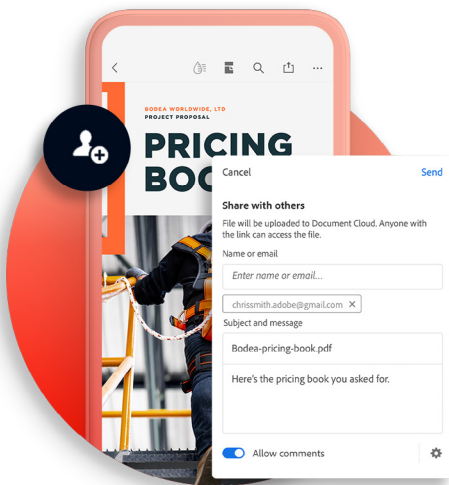 BODEA WORLDWIDE, LTD
PROJECT PROPOSAL
PRICING
Cancel
Send
Share with others
File will be uploaded to Document Cloud. Anyone with
the link can access the file.
Name or email
Enter name or email...
chrissmith.adobe@gmail.com
Subject and message
Bodea-pricing-book.pdf
Here's the pricing book you asked for.
Allow comments